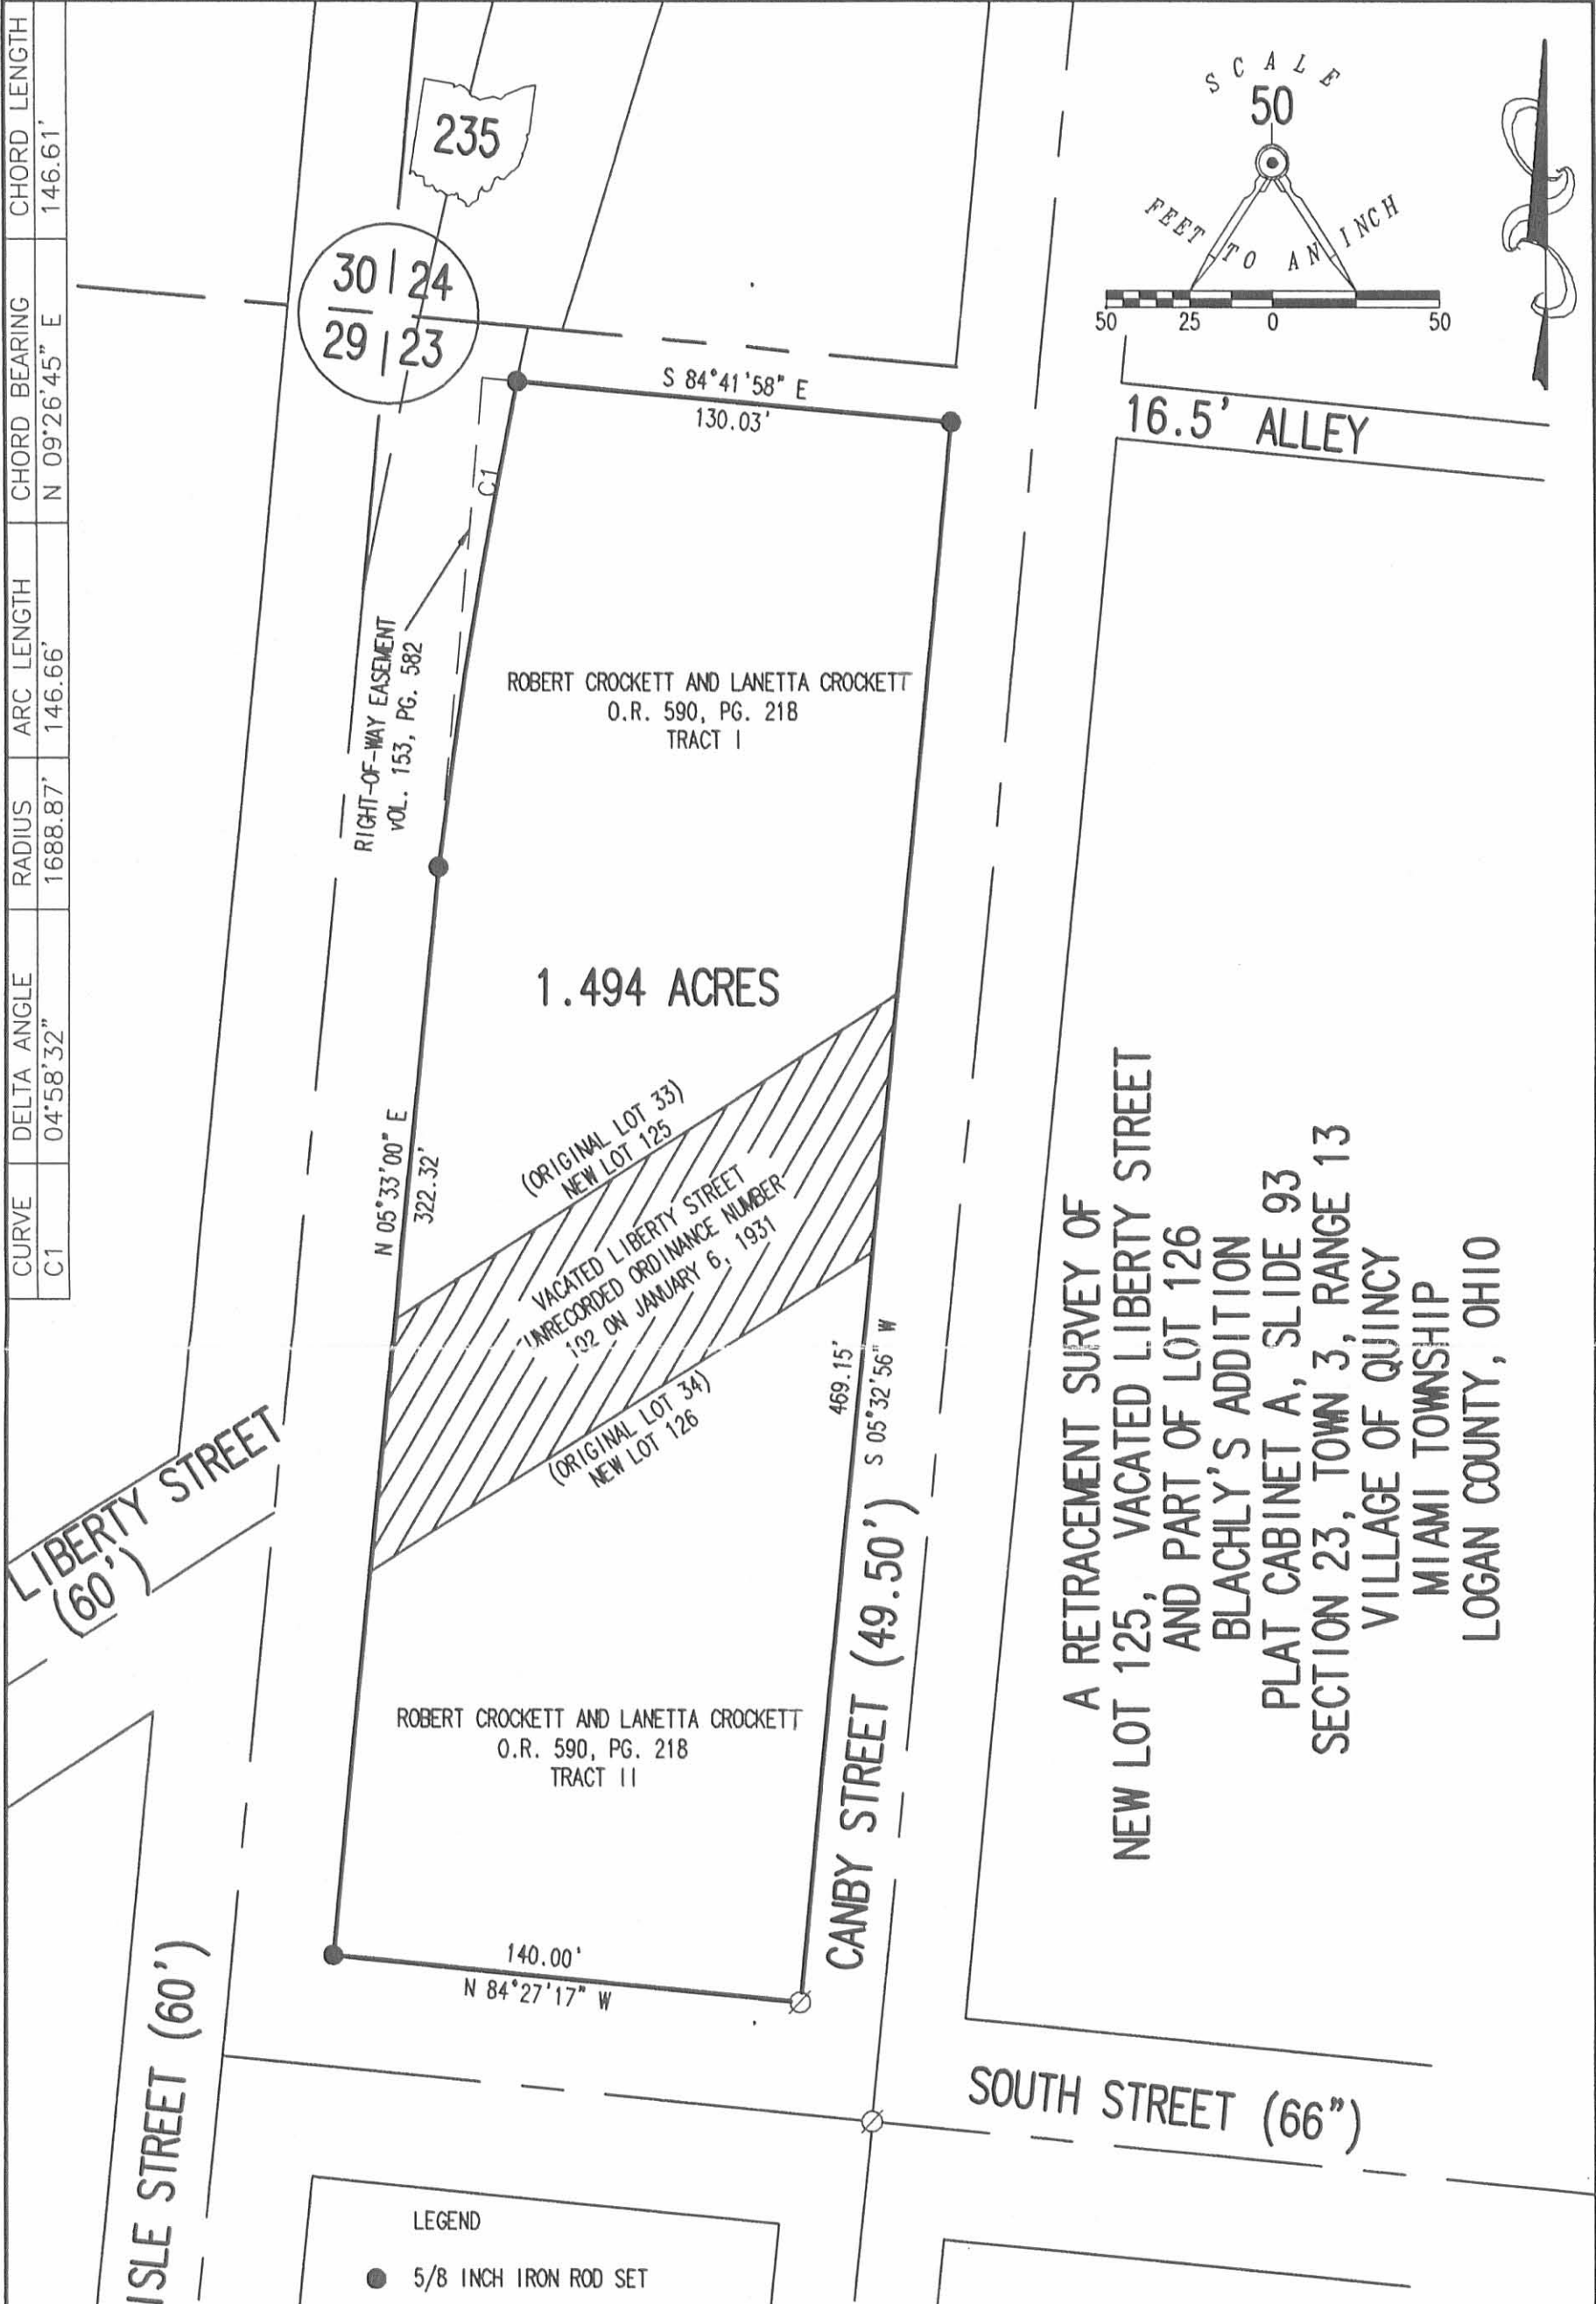 CURVE DELTA ANGLE RADIUS ARC LENGTH CHORD BEARING CHORD LENGTH
C1 04°58'32" 1688.87' 146.66' N 09°26'45" E 146.61'
235
SCALE
50
FEET TO AN INCH
50 25 0 50
30 24
29 23
S 84°41'58" E
130.03'
16.5' ALLEY
C1
RIGHT-OF-WAY EASEMENT
vOL. 153, PG. 582
ROBERT CROCKETT AND LANETTA CROCKETT
O.R. 590, PG. 218
TRACT I
1.494 ACRES
N 05°33'00" E
322.32'
(ORIGINAL LOT 33)
NEW LOT 125
VACATED LIBERTY STREET
UNRECORDED ORDINANCE NUMBER
102 ON JANUARY 6, 1931
(ORIGINAL LOT 34)
NEW LOT 126
469.15'
S 05°32'56" W
LIBERTY STREET
(60')
ROBERT CROCKETT AND LANETTA CROCKETT
O.R. 590, PG. 218
TRACT II
CANBY STREET (49.50')
140.00'
N 84°27'17" W
A RETRACEMENT SURVEY OF
NEW LOT 125, VACATED LIBERTY STREET
AND PART OF LOT 126
BLACHLY'S ADDITION
PLAT CABINET A, SLIDE 93
SECTION 23, TOWN 3, RANGE 13
VILLAGE OF QUINCY
MIAMI TOWNSHIP
LOGAN COUNTY, OHIO
ISLE STREET (60')
SOUTH STREET (66")
LEGEND
5/8 INCH IRON ROD SET